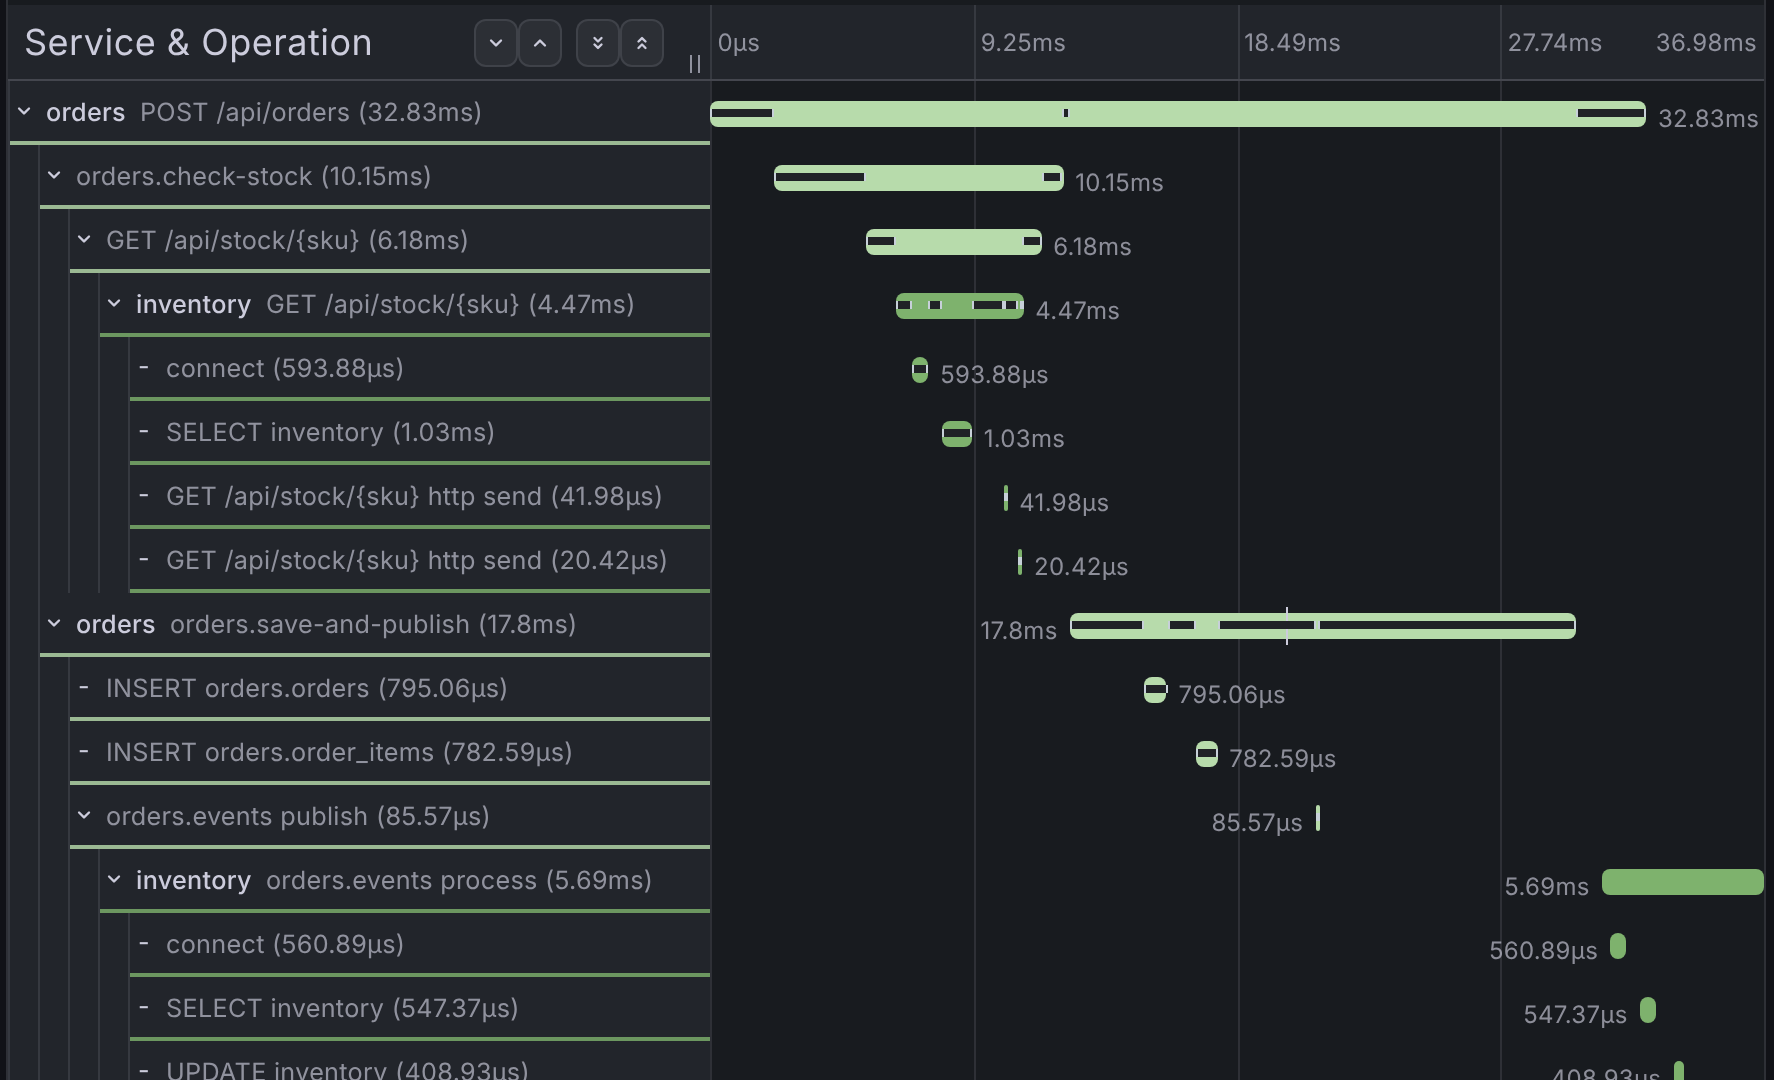 Service & Operation
0μs 9.25ms 18.49ms 27.74ms 36.98ms
orders POST /api/orders (32.83ms) 32.83ms
orders.check-stock (10.15ms) 10.15ms
GET /api/stock/{sku} (6.18ms) 6.18ms
inventory GET /api/stock/{sku} (4.47ms) 4.47ms
- connect (593.88μs) 593.88μs
- SELECT inventory (1.03ms) 1.03ms
- GET /api/stock/{sku} http send (41.98μs) 41.98μs
- GET /api/stock/{sku} http send (20.42μs) 20.42μs
orders orders.save-and-publish (17.8ms) 17.8ms
- INSERT orders.orders (795.06μs) 795.06μs
- INSERT orders.order_items (782.59μs) 782.59μs
orders.events publish (85.57μs) 85.57μs
inventory orders.events process (5.69ms) 5.69ms
- connect (560.89μs) 560.89μs
- SELECT inventory (547.37μs) 547.37μs
- UPDATE inventory (408.93μs) 408.93μs